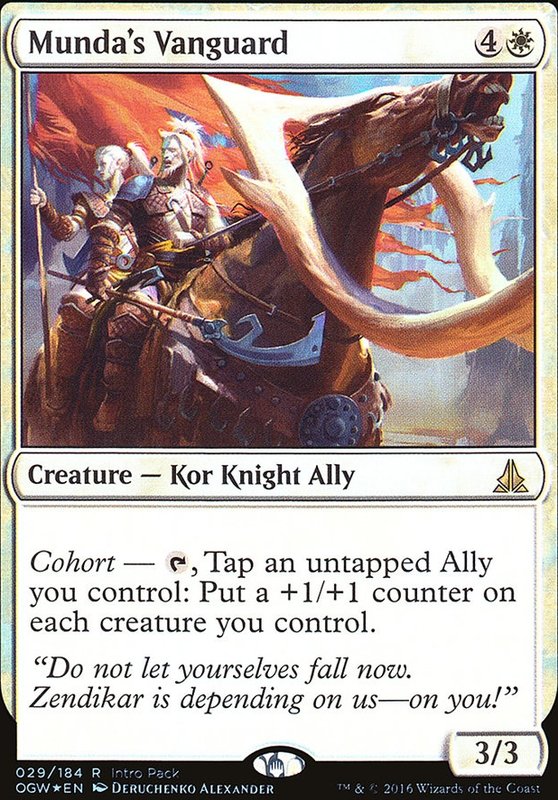 Munda's Vanguard 4
Creature — Kor Knight Ally
Cohort — , Tap an untapped Ally
you control: Put a +1/+1 counter on
each creature you control.
“Do not let yourselves fall now.
Zendikar is depending on us—on you!”
3/3
029/184 R Intro Pack
OGW★EN Deruchenko Alexander
™ & © 2016 Wizards of the Coast